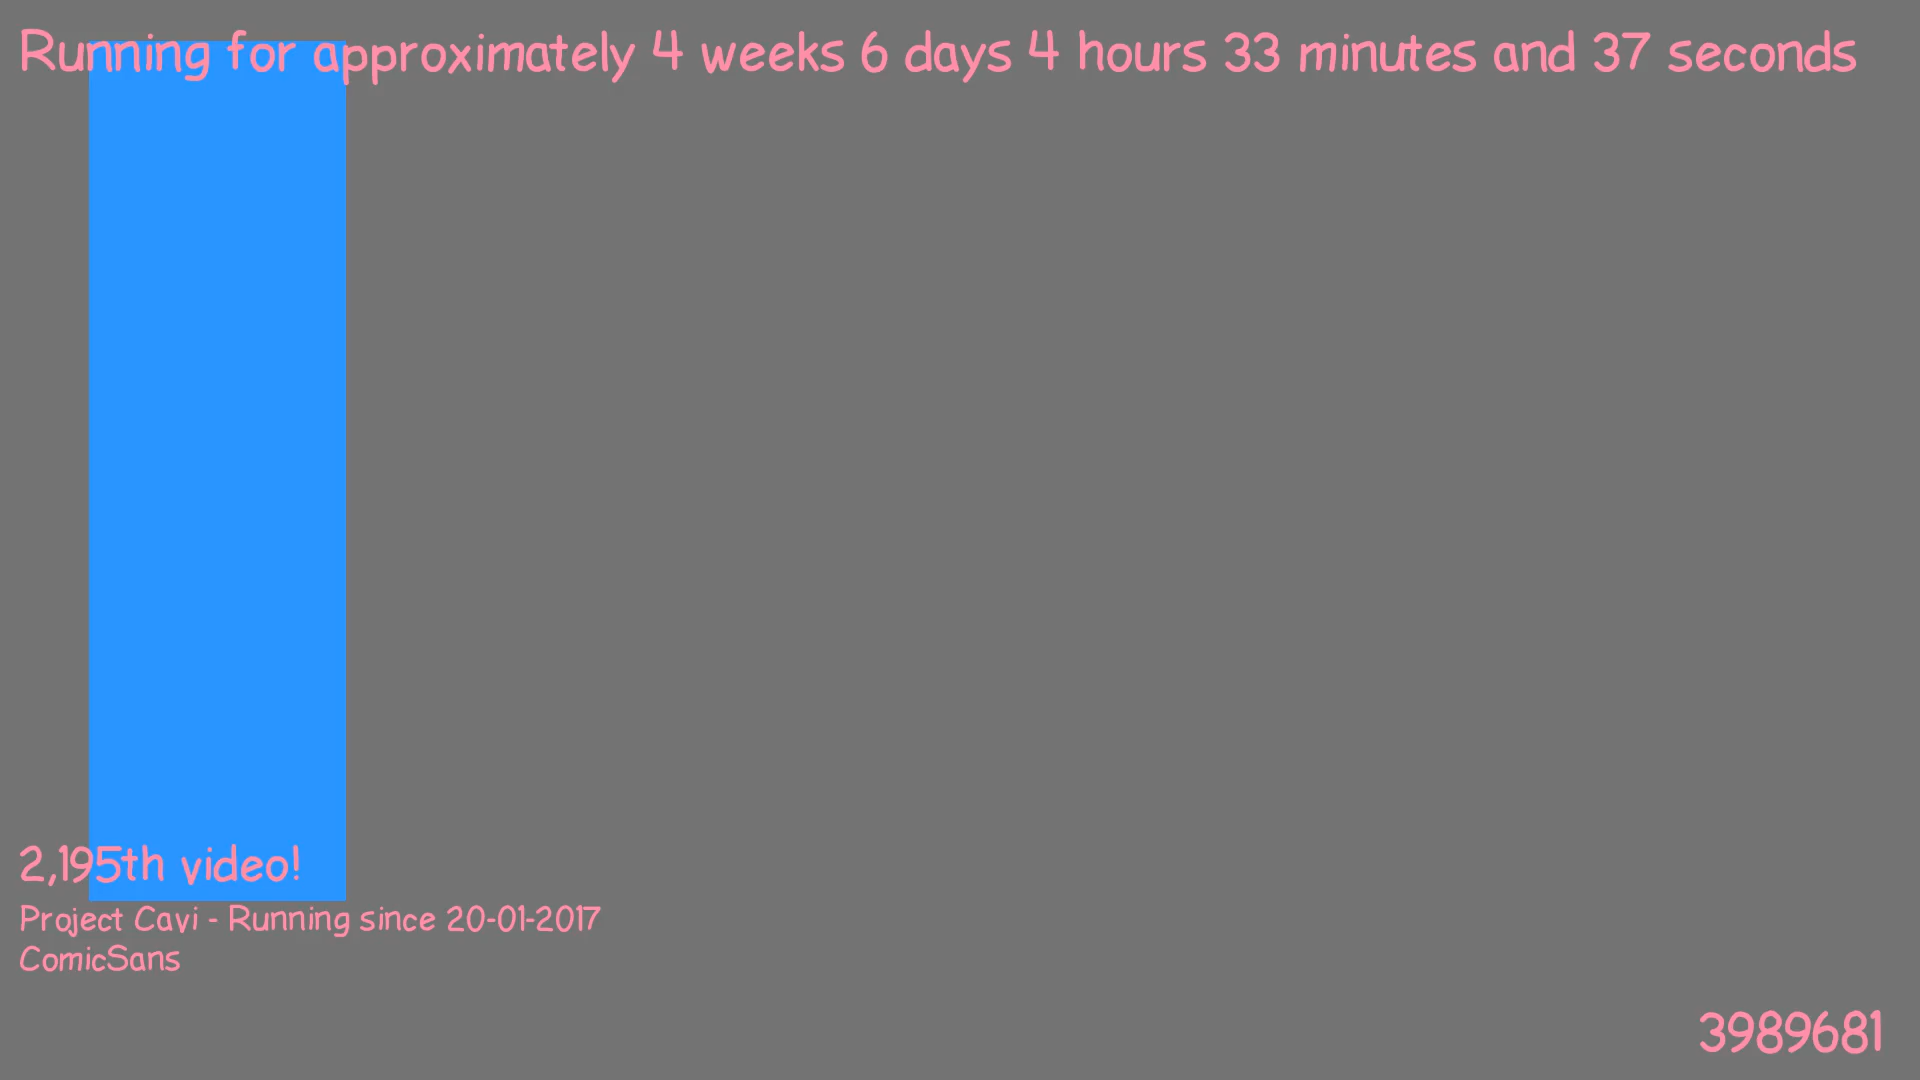 Running for approximately 4 weeks 6 days 4 hours 33 minutes and 37 seconds
2,195th video!
Project Cavi - Running since 20-01-2017
ComicSans
3989681